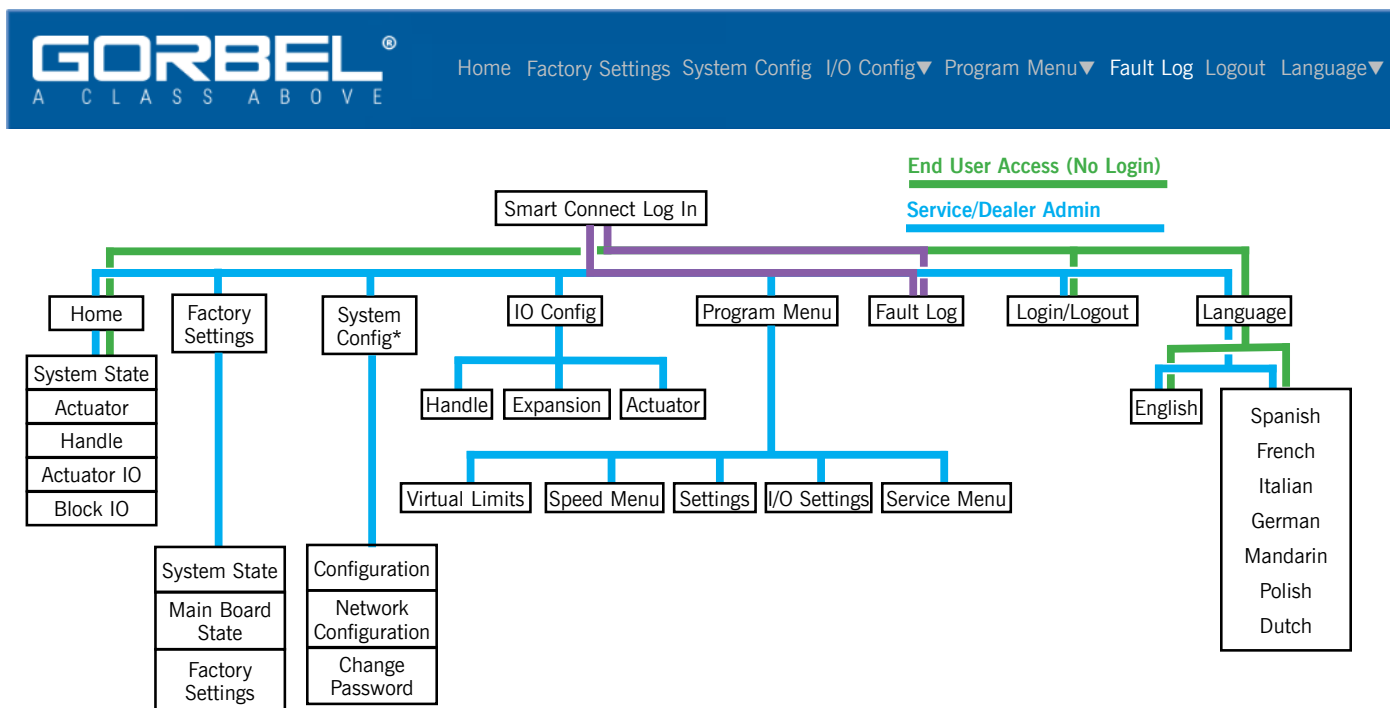 GORBEL®
A CLASS ABOVE
Home Factory Settings System Config I/O Config▼ Program Menu▼ Fault Log Logout Language▼
End User Access (No Login)
Service/Dealer Admin
Smart Connect Log In
Home
Factory
Settings
System
Config*
IO Config
Program Menu
Fault Log
Login/Logout
Language
System State
Actuator
Handle
Actuator IO
Block IO
Handle
Expansion
Actuator
English
Spanish
French
Italian
German
Mandarin
Polish
Dutch
Virtual Limits
Speed Menu
Settings
I/O Settings
Service Menu
System State
Main Board
State
Factory
Settings
Configuration
Network
Configuration
Change
Password